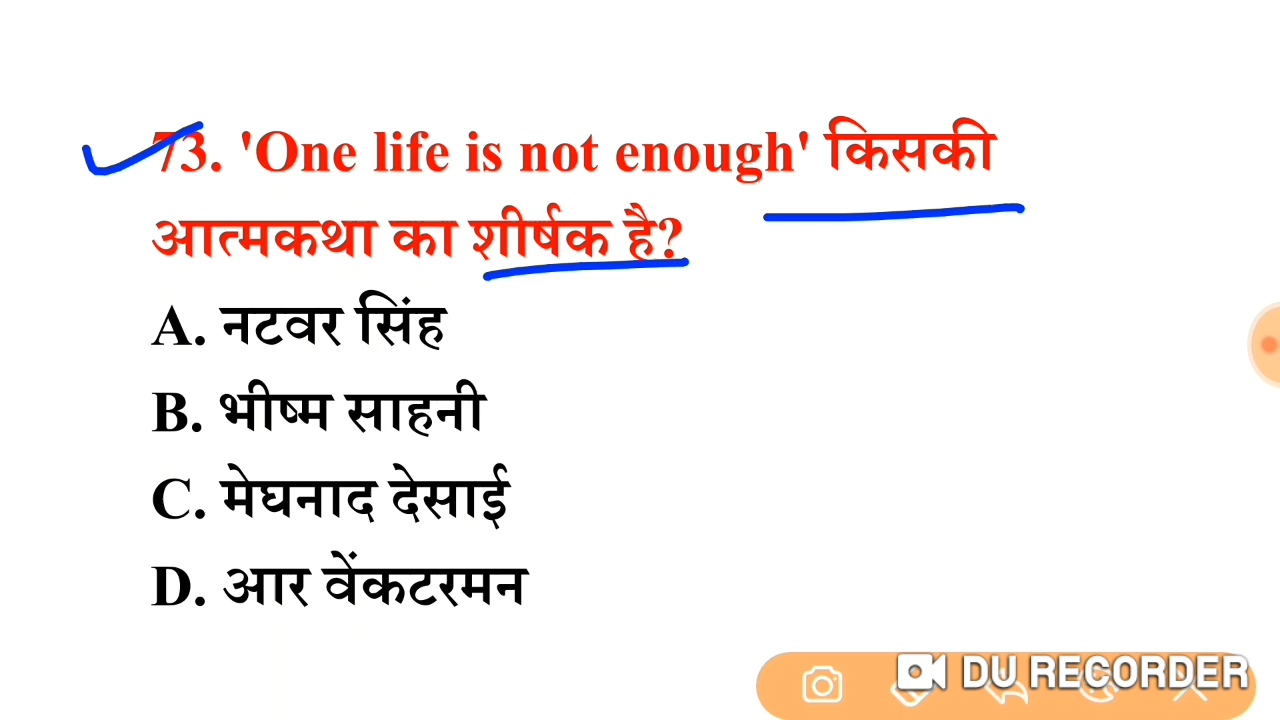 73. 'One life is not enough' किसकी
आत्मकथा का शीर्षक है?
A. नटवर सिंह
B. भीष्म साहनी
C. मेघनाद देसाई
D. आर वेंकटरमन
DU RECORDER